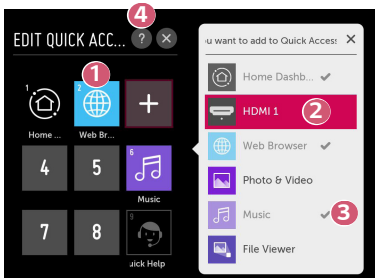 4
EDIT QUICK ACC... ? ×
1
1
Home ...
2
Web Br...
+
4
5
6
Music
7
8
9
uick Help
u want to add to Quick Access ×
Home Dashb... ✔
HDMI 1 2
Web Browser ✔
Photo & Video
Music ✔ 3
File Viewer